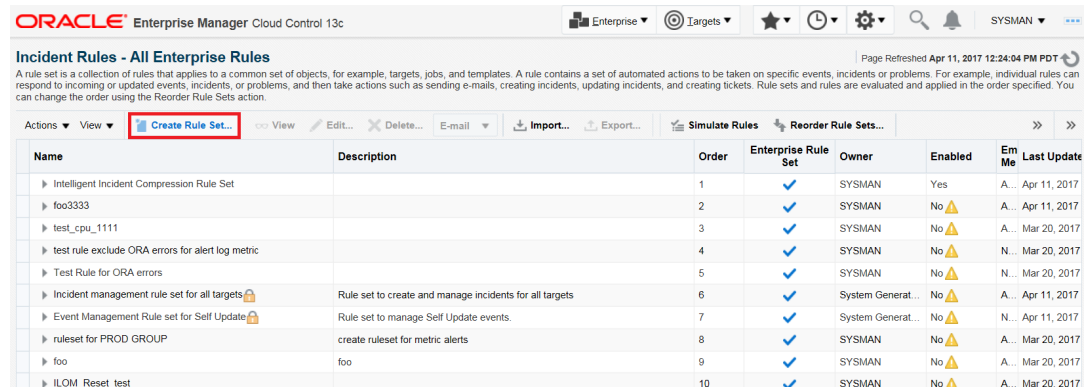 ORACLE Enterprise Manager Cloud Control 13c Enterprise Targets SYSMAN
Incident Rules - All Enterprise Rules
Page Refreshed Apr 11, 2017 12:24:04 PM PDT
A rule set is a collection of rules that applies to a common set of objects, for example, targets, jobs, and templates. A rule contains a set of automated actions to be taken on specific events, incidents or problems. For example, individual rules can
respond to incoming or updated events, incidents, or problems, and then take actions such as sending e-mails, creating incidents, updating incidents, and creating tickets. Rule sets and rules are evaluated and applied in the order specified. You
can change the order using the Reorder Rule Sets action.
Actions View Create Rule Set... View Edit... Delete... E-mail Import... Export... Simulate Rules Reorder Rule Sets... » »
Name Description Order Enterprise Rule Set Owner Enabled Em Me Last Update
Intelligent Incident Compression Rule Set 1 SYSMAN Yes A... Apr 11, 2017
foo3333 2 SYSMAN No A... Apr 11, 2017
test_cpu_1111 3 SYSMAN No A... Mar 20, 2017
test rule exclude ORA errors for alert log metric 4 SYSMAN No N... Mar 20, 2017
Test Rule for ORA errors 5 SYSMAN No N... Mar 20, 2017
Incident management rule set for all targets Rule set to create and manage incidents for all targets 6 System Generat... No A... Apr 11, 2017
Event Management Rule set for Self Update Rule set to manage Self Update events. 7 System Generat... No N... Apr 11, 2017
ruleset for PROD GROUP create ruleset for metric alerts 8 SYSMAN No A... Mar 20, 2017
foo foo 9 SYSMAN No A... Mar 20, 2017
ILOM_Reset_test 10 SYSMAN No A... Mar 20, 2017